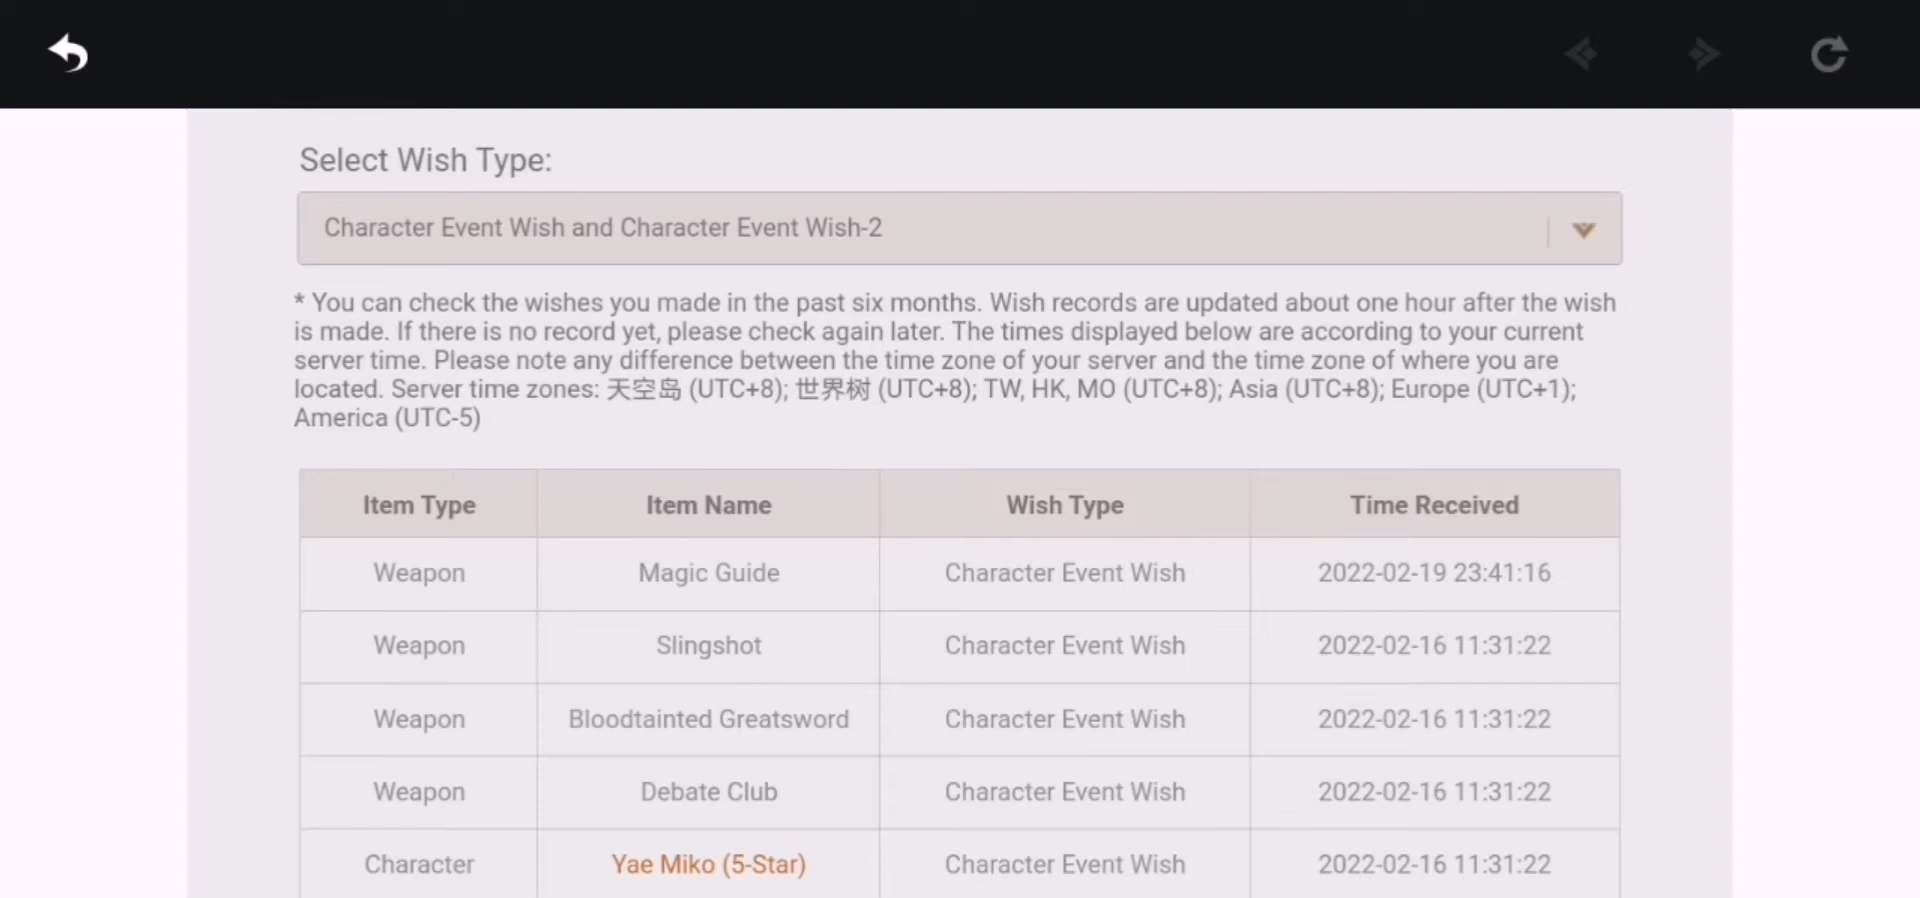 Select Wish Type:
Character Event Wish and Character Event Wish-2
* You can check the wishes you made in the past six months. Wish records are updated about one hour after the wish
is made. If there is no record yet, please check again later. The times displayed below are according to your current
server time. Please note any difference between the time zone of your server and the time zone of where you are
located. Server time zones: 天空岛 (UTC+8); 世界树 (UTC+8); TW, HK, MO (UTC+8); Asia (UTC+8); Europe (UTC+1);
America (UTC-5)
Item Type Item Name Wish Type Time Received
Weapon Magic Guide Character Event Wish 2022-02-19 23:41:16
Weapon Slingshot Character Event Wish 2022-02-16 11:31:22
Weapon Bloodtainted Greatsword Character Event Wish 2022-02-16 11:31:22
Weapon Debate Club Character Event Wish 2022-02-16 11:31:22
Character Yae Miko (5-Star) Character Event Wish 2022-02-16 11:31:22